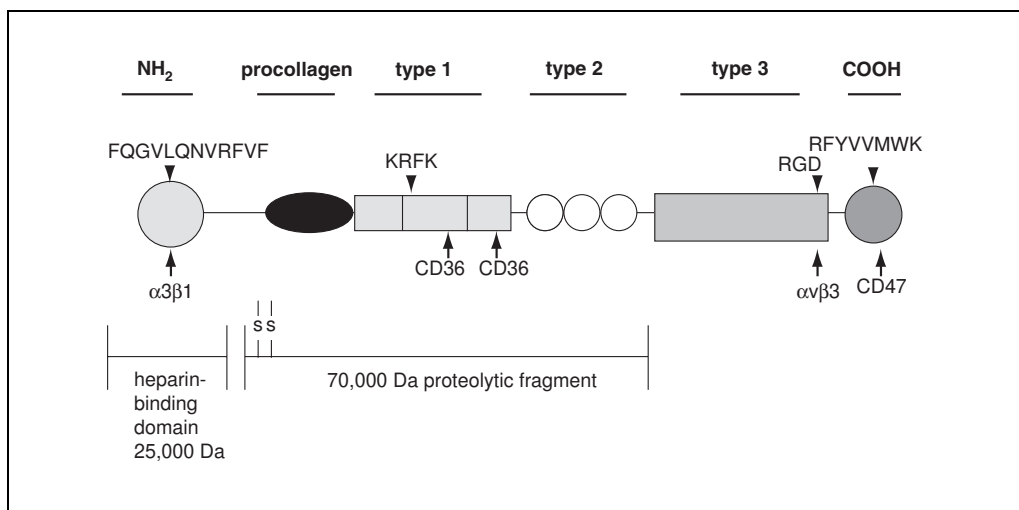 NH2 procollagen type 1 type 2 type 3 COOH
FQGVLQNVRFVF KRFK RGD RFYVVMWK
α3β1 CD36 CD36 αvβ3 CD47
s s
heparin-
binding
domain
25,000 Da
70,000 Da proteolytic fragment